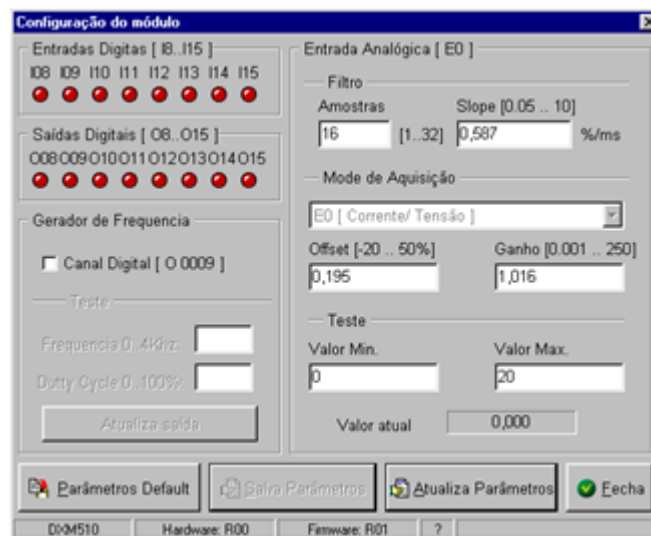 Configuração do módulo
Entradas Digitas [ I8..I15 ]
I08 I09 I10 I11 I12 I13 I14 I15
Saídas Digitais [ O8..O15 ]
O08 O09 O10 O11 O12 O13 O14 O15
Gerador de Frequencia
Canal Digital [ O 0009 ]
Teste
Frequencia 0..4Khz:
Dutty Cycle 0..100%:
Atualiza saída
Entrada Analógica [ E0 ]
Filtro
Amostras
Slope [0.05 .. 10]
16 [1..32] 0,587 %/ms
Mode de Aquisição
E0 [ Corrente/ Tensão ]
Offset [-20 .. 50%]
Ganho [0.001 .. 250]
0,195
1,016
Teste
Valor Min.
Valor Max.
0
20
Valor atual 0,000
Parâmetros Default
Salva Parâmetros
Atualiza Parâmetros
Fecha
DXM510 Hardware: R00 Firmware: R01 ?